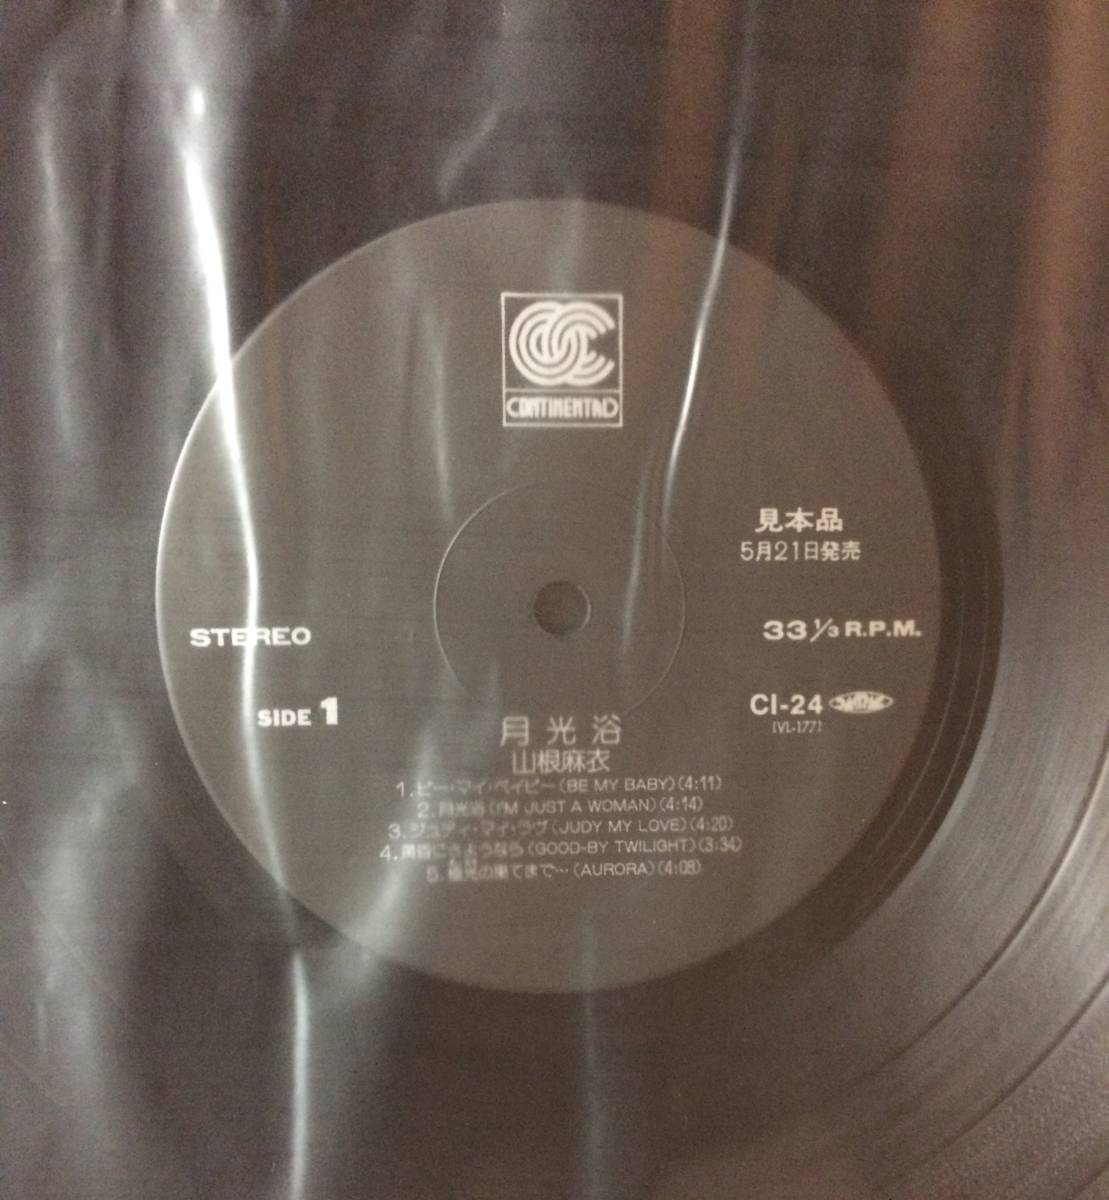 CONTINENTAL
見本品
5月21日発売
STEREO
33 1/3 R.P.M.
SIDE 1
CI-24
(VL-177)
月光浴
山根麻衣
1. ビー・マイ・ベイビー (BE MY BABY) (4:11)
2. 月光浴 (I'M JUST A WOMAN) (4:14)
3. ジュディ・マイ・ラヴ (JUDY MY LOVE) (4:20)
4. 黄昏にさようなら (GOOD-BY TWILIGHT) (3:34)
5. 極光の果てまで… (AURORA) (4:08)